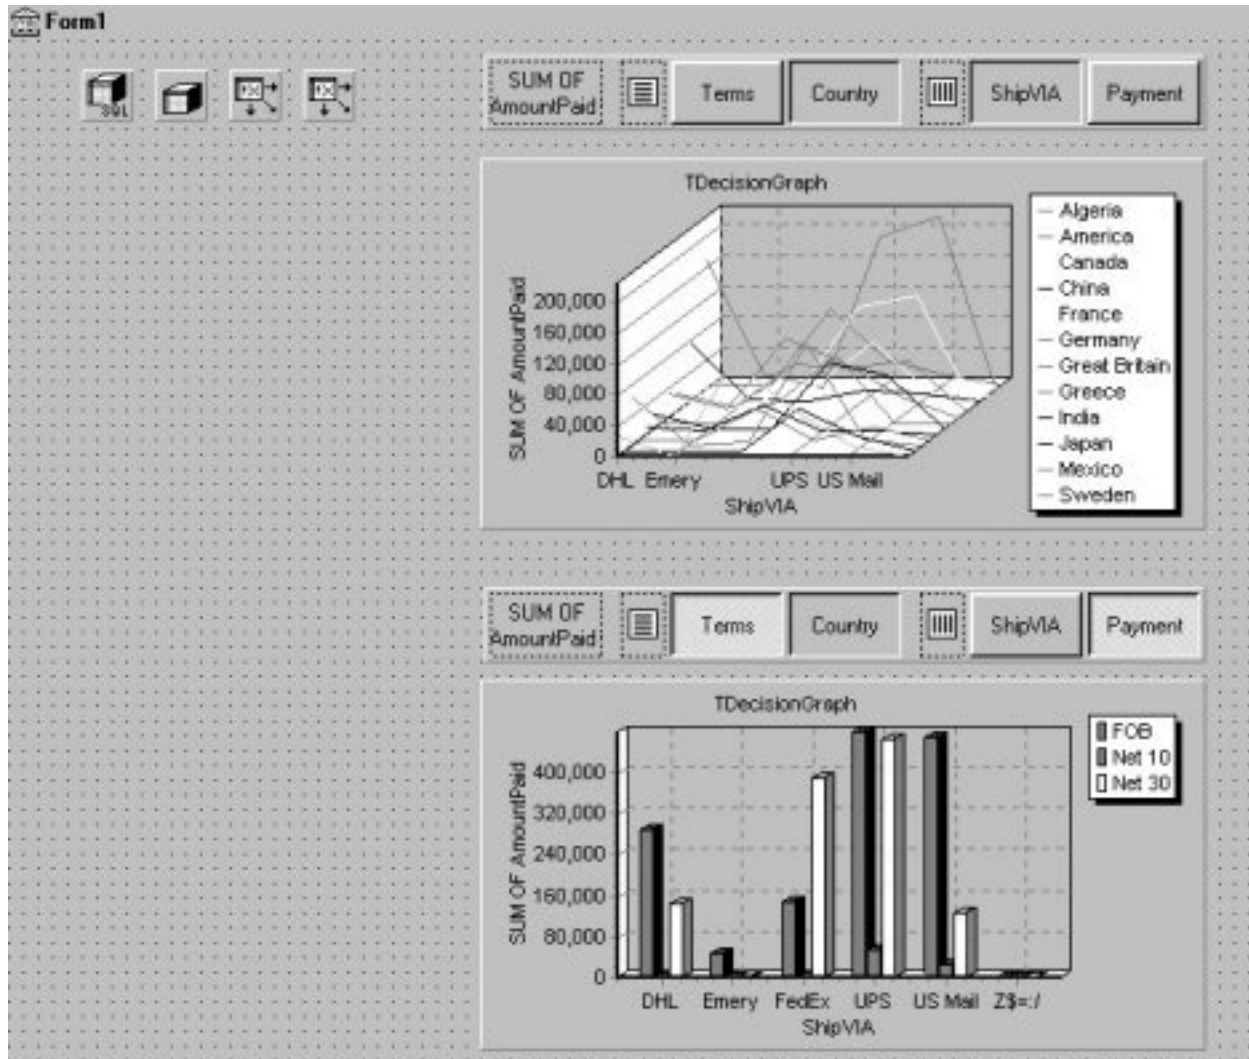 Form1
SQL
SUM OF
AmountPaid
Terms
Country
ShipVIA
Payment
TDecisionGraph
SUM OF AmountPaid
200,000
160,000
120,000
80,000
40,000
0
DHL Emery UPS US Mail
ShipVIA
Algeria
America
Canada
China
France
Germany
Great Britain
Greece
India
Japan
Mexico
Sweden
SUM OF
AmountPaid
Terms
Country
ShipVIA
Payment
TDecisionGraph
SUM OF AmountPaid
400,000
320,000
240,000
160,000
80,000
0
DHL Emery FedEx UPS US Mail Z$=:/
ShipVIA
FOB
Net 10
Net 30